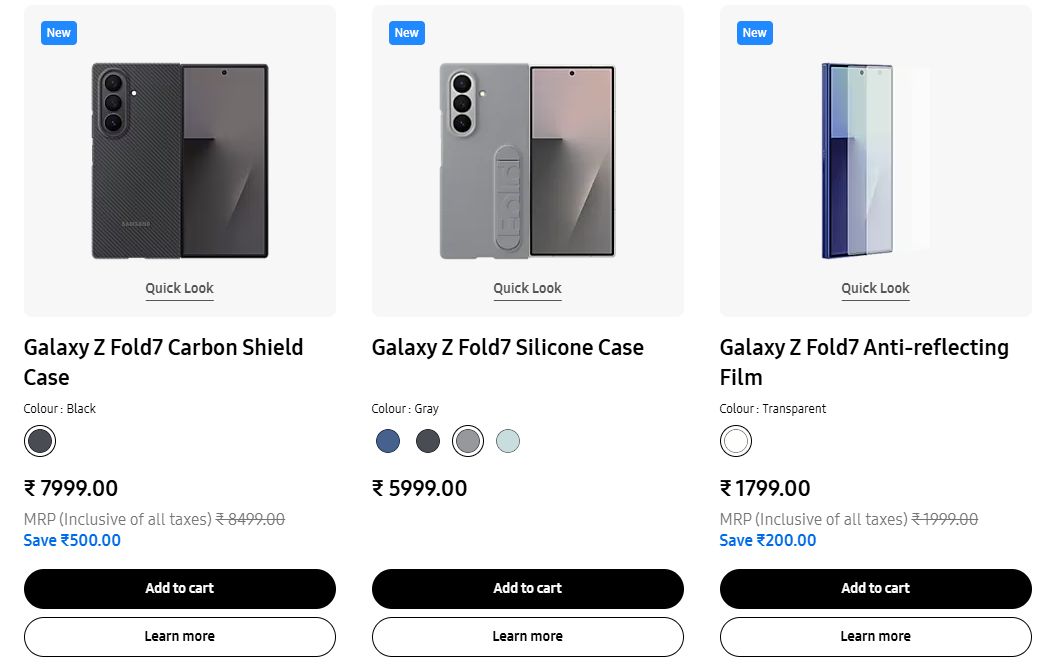 New
SAMSUNG
Quick Look
Galaxy Z Fold7 Carbon Shield
Case
Colour : Black
₹ 7999.00
MRP (Inclusive of all taxes) ₹ 8499.00
Save ₹500.00
Add to cart
Learn more
New
Fold
Quick Look
Galaxy Z Fold7 Silicone Case
Colour : Gray
₹ 5999.00
Add to cart
Learn more
New
Quick Look
Galaxy Z Fold7 Anti-reflecting
Film
Colour : Transparent
₹ 1799.00
MRP (Inclusive of all taxes) ₹ 1999.00
Save ₹200.00
Add to cart
Learn more